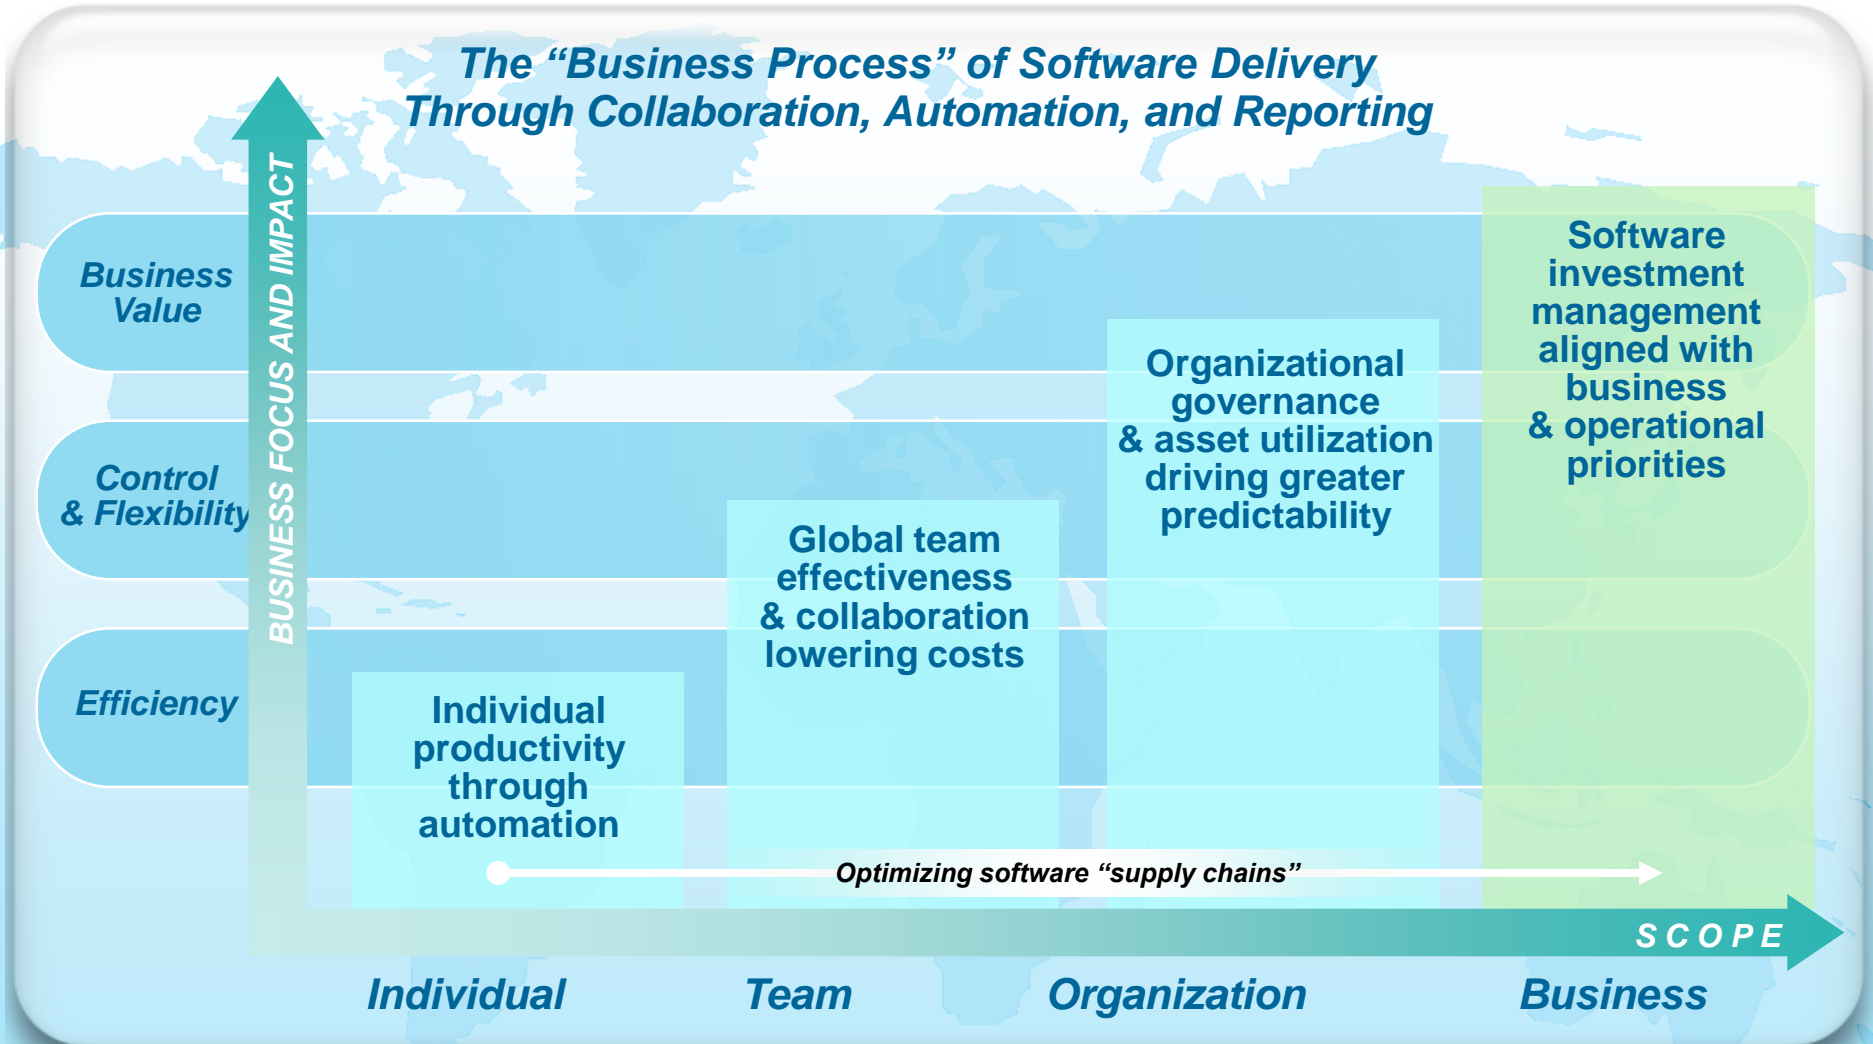 The “Business Process” of Software Delivery
Through Collaboration, Automation, and Reporting
BUSINESS FOCUS AND IMPACT
Business
Value
Control
& Flexibility
Efficiency
Individual
productivity
through
automation
Global team
effectiveness
& collaboration
lowering costs
Organizational
governance
& asset utilization
driving greater
predictability
Software
investment
management
aligned with
business
& operational
priorities
Optimizing software “supply chains”
SCOPE
Individual
Team
Organization
Business